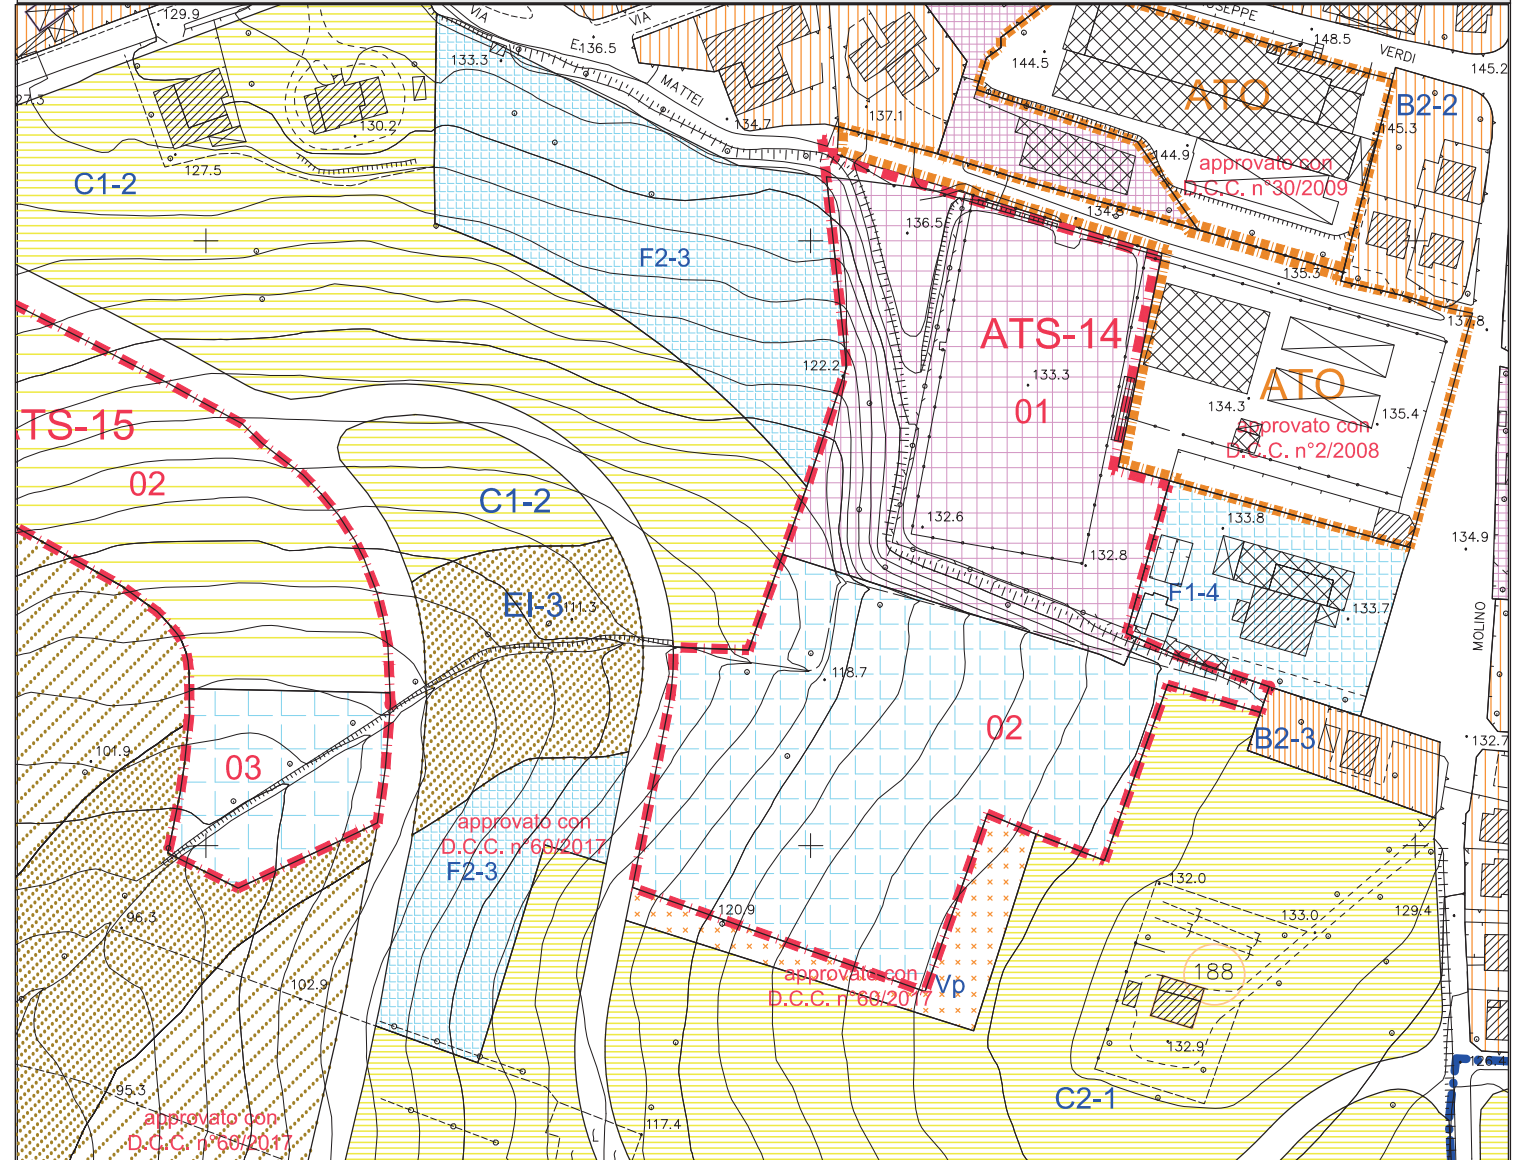 129.9
VIA
136.5
E.
VIA
MATTEI
133.3
134.7
137.1
144.5
148.5
VERDI
145.2
ATO
B2-2
145.3
144.9
approvato con
D.C.C. n°30/2009
130.2
127.5
C1-2
F2-3
136.5
135.3
137.8
ATS-14
01
133.3
122.2
ATO
134.3
135.4
approvato con
D.C.C. n°2/2008
TS-15
02
C1-2
132.6
132.8
133.8
134.9
F1-4
133.7
MOLINO
EI-3
111.3
118.7
02
B2-3
132.7
101.9
03
approvato con
D.C.C. n°60/2017
F2-3
96.3
120.9
132.0
133.0
129.4
188
approvato con
D.C.C. n°60/2017
Vp
102.9
132.9
126.4
C2-1
95.3
approvato con
D.C.C. n°60/2017
117.4